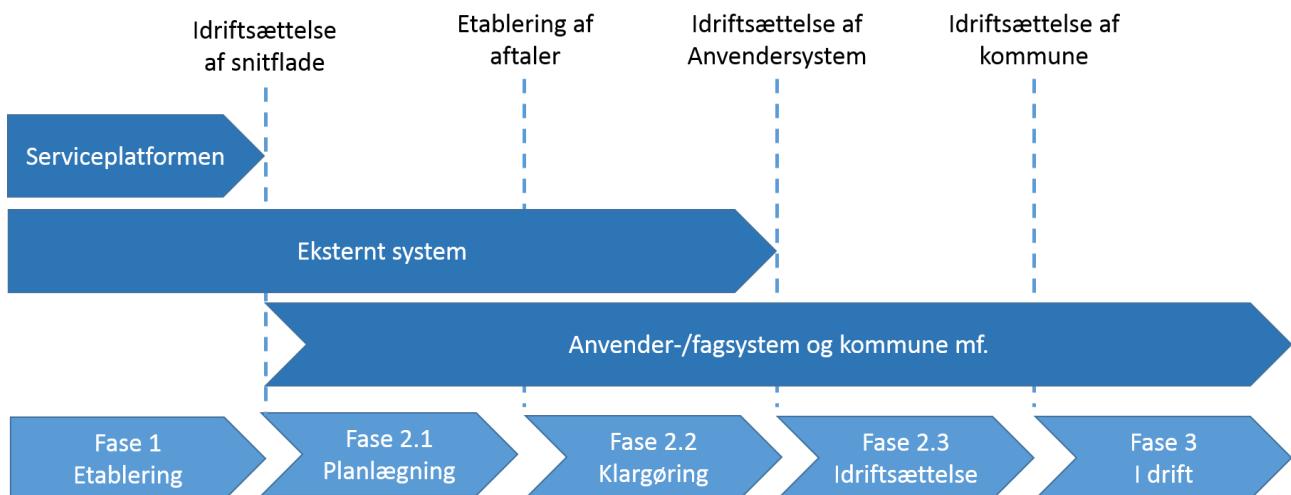 Idriftsættelse
af snitflade
Etablering af
aftaler
Idriftsættelse af
Anvendersystem
Idriftsættelse af
kommune
Serviceplatformen
Eksternt system
Anvender-/fagsystem og kommune mf.
Fase 1
Etablering
Fase 2.1
Planlægning
Fase 2.2
Klargøring
Fase 2.3
Idriftsættelse
Fase 3
I drift